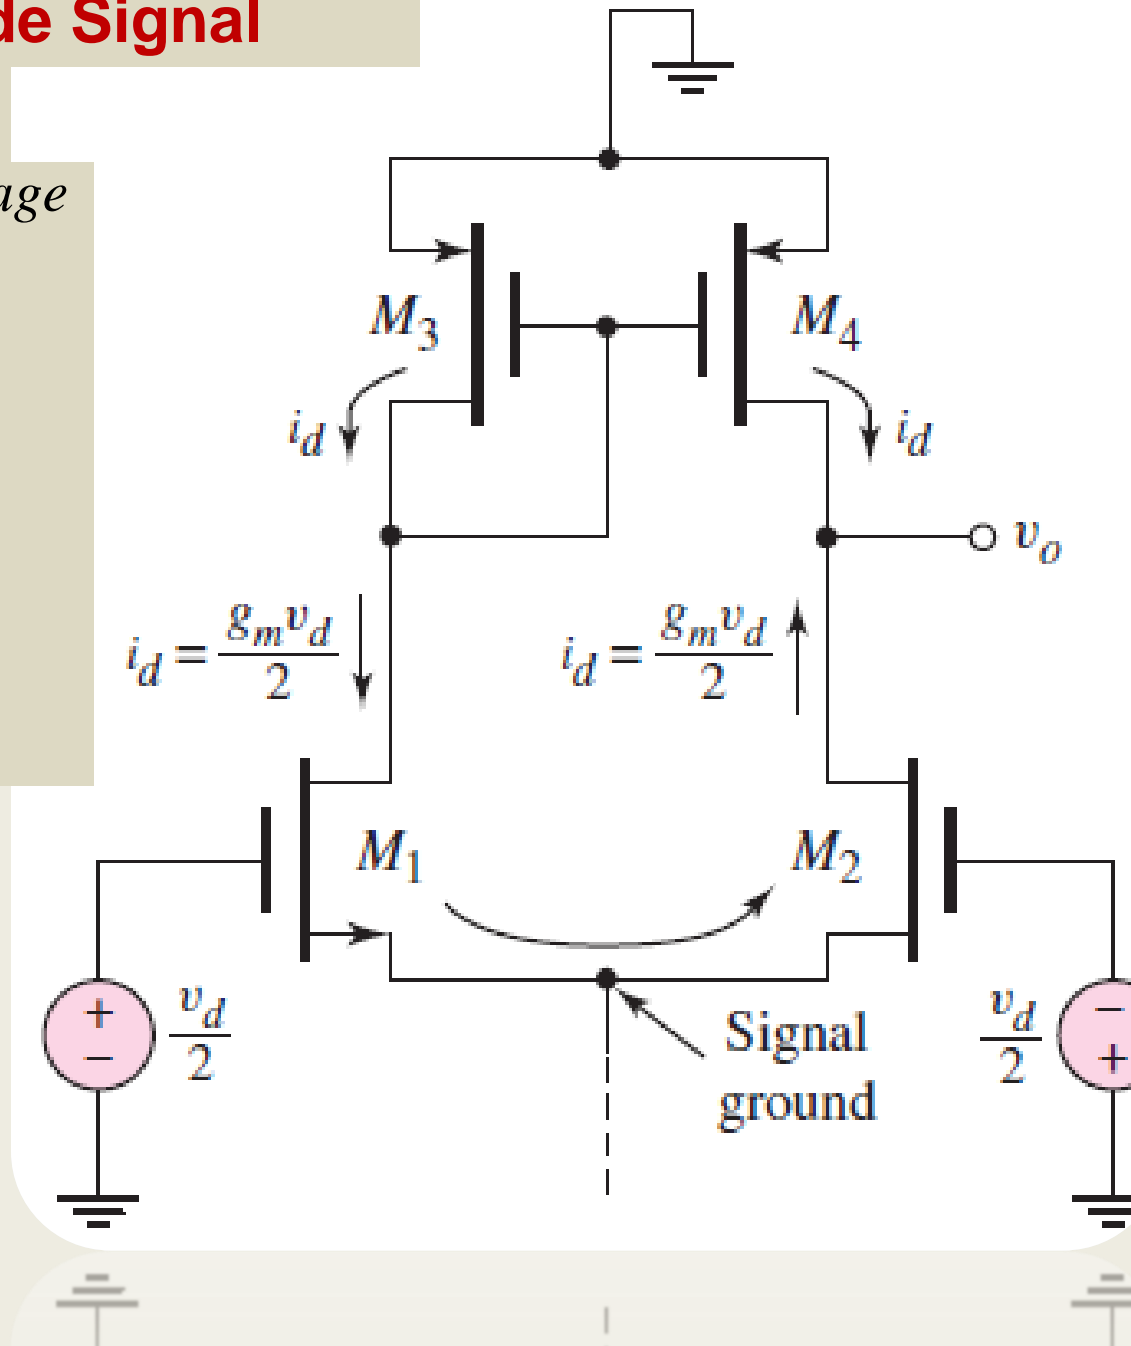 de Signal
age
M3
M4
id
id
vo
id = gmvd/2
id = gmvd/2
M1
M2
+
−
vd/2
Signal
ground
vd/2
−
+